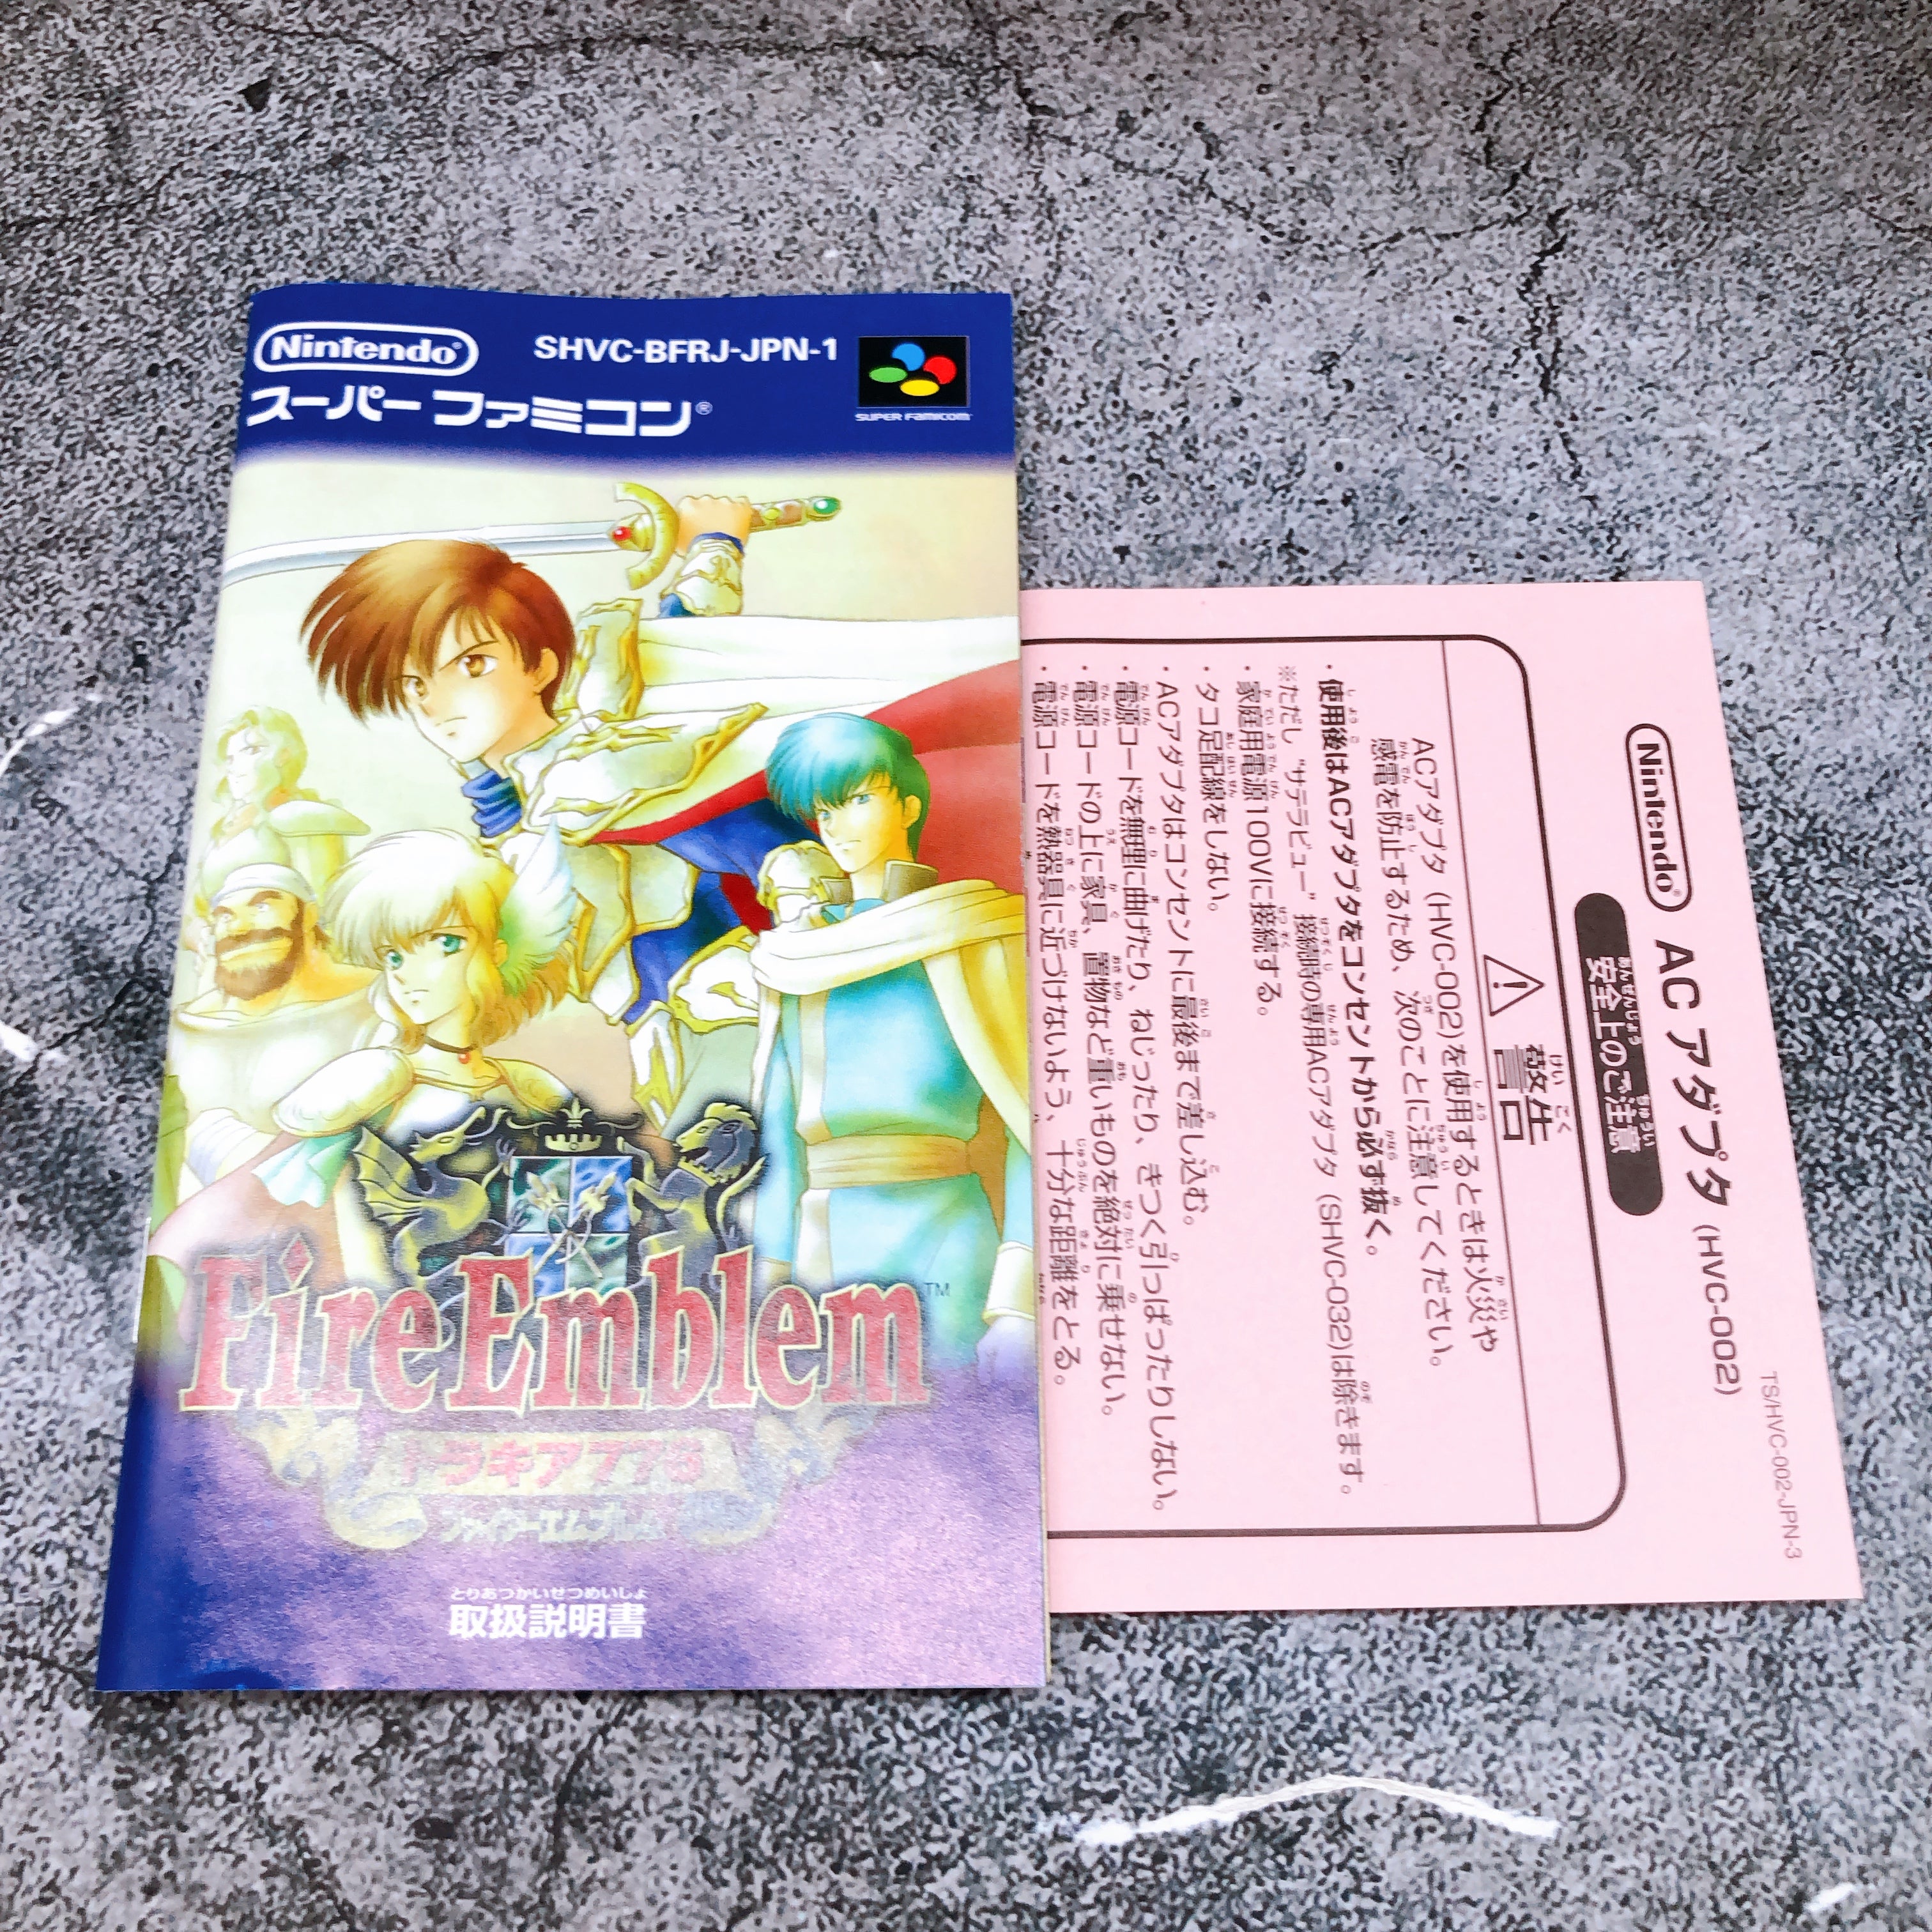 Nintendo®
SHVC-BFRJ-JPN-1
スーパーファミコン®
SUPER FAMICOM
Fire Emblem™
トラキア776
ファイアーエムブレム
とりあつかいせつめいしょ
取扱説明書
TS/HVC-002-JPN-3
Nintendo® ACアダプタ (HVC-002)
安全上のご注意
警告
ACアダプタ (HVC-002)を使用するときは火災や
感電を防止するため、次のことに注意してください。
・使用後はACアダプタをコンセントから必ず抜く。
※ただし“サテラビュー”接続時の専用ACアダプタ (SHVC-032)は除きます。
・家庭用電源100Vに接続する。
・タコ足配線をしない。
・ACアダプタはコンセントに最後まで差し込む。
・電源コードを無理に曲げたり、ねじったり、きつく引っぱったりしない。
・電源コードの上に家具、置物など重いものを絶対に乗せない。
・電源コードを熱器具に近づけないよう、十分な距離をとる。